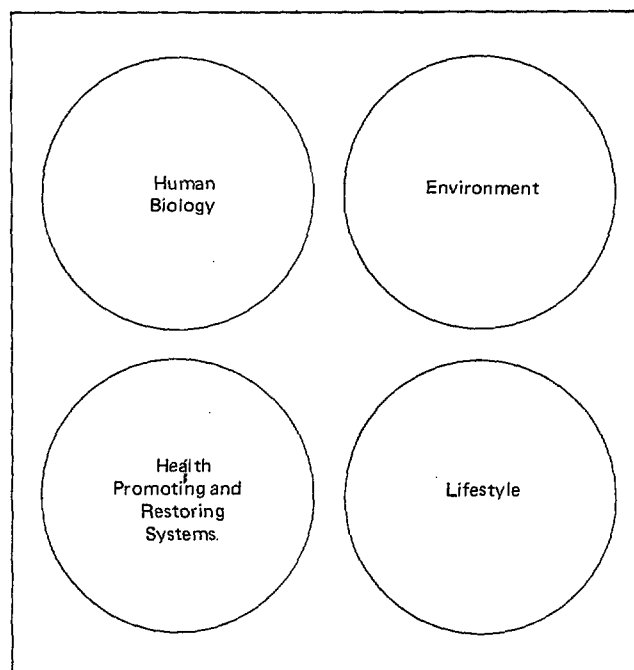 Human
Biology
Environment
Health
Promoting and
Restoring
Systems.
Lifestyle